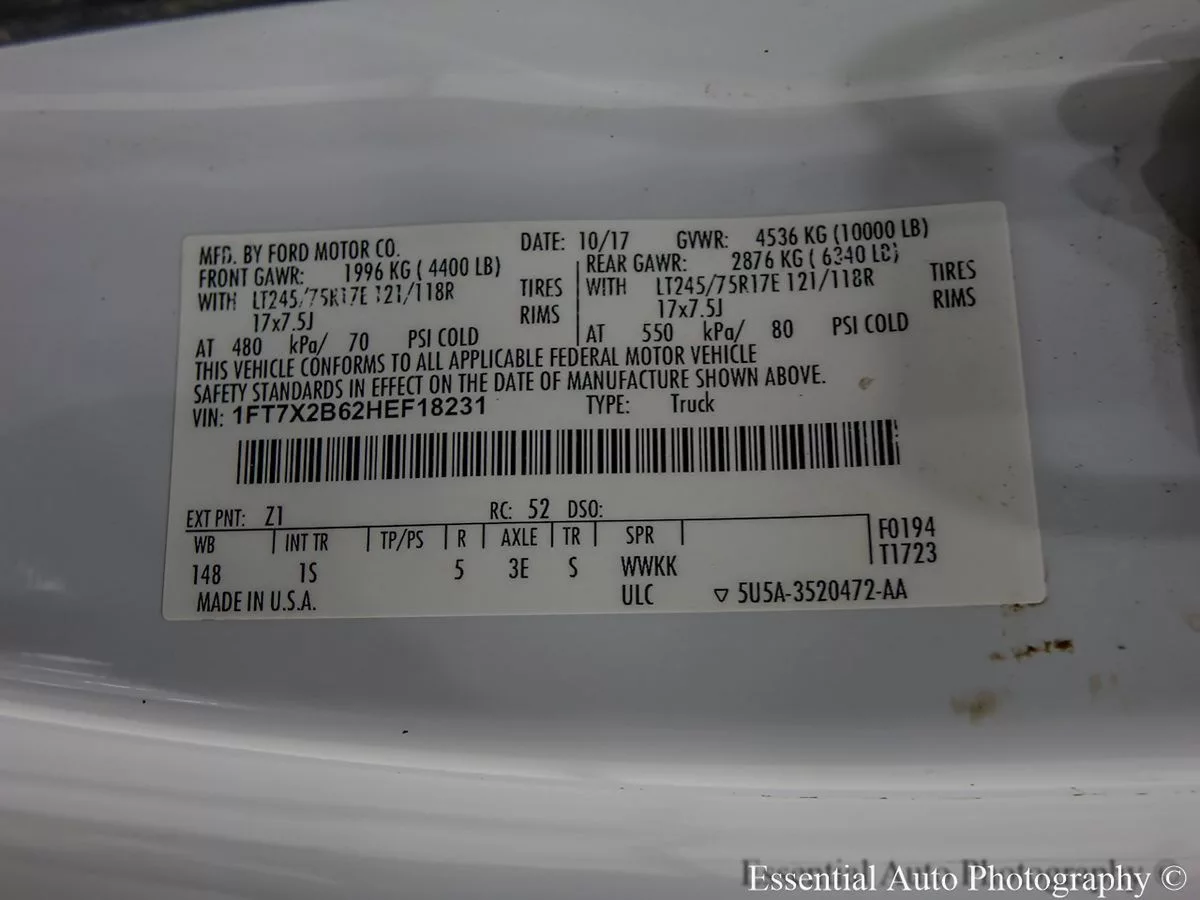 MFD. BY FORD MOTOR CO. DATE: 10/17 GVWR: 4536 KG (10000 LB)
FRONT GAWR: 1996 KG ( 4400 LB) REAR GAWR: 2876 KG ( 6340 LB)
WITH LT245/75R17E 121/118R TIRES WITH LT245/75R17E 121/118R TIRES
17x7.5J RIMS 17x7.5J RIMS
AT 480 kPa/ 70 PSI COLD AT 550 kPa/ 80 PSI COLD
THIS VEHICLE CONFORMS TO ALL APPLICABLE FEDERAL MOTOR VEHICLE
SAFETY STANDARDS IN EFFECT ON THE DATE OF MANUFACTURE SHOWN ABOVE.
VIN: 1FT7X2B62HEF18231 TYPE: Truck
EXT PNT: Z1 RC: 52 DSO:
WB INT TR TP/PS R AXLE TR SPR F0194
148 1S 5 3E S WWKK T1723
MADE IN U.S.A. ULC ▽ 5U5A-3520472-AA
Essential Auto Photography ©